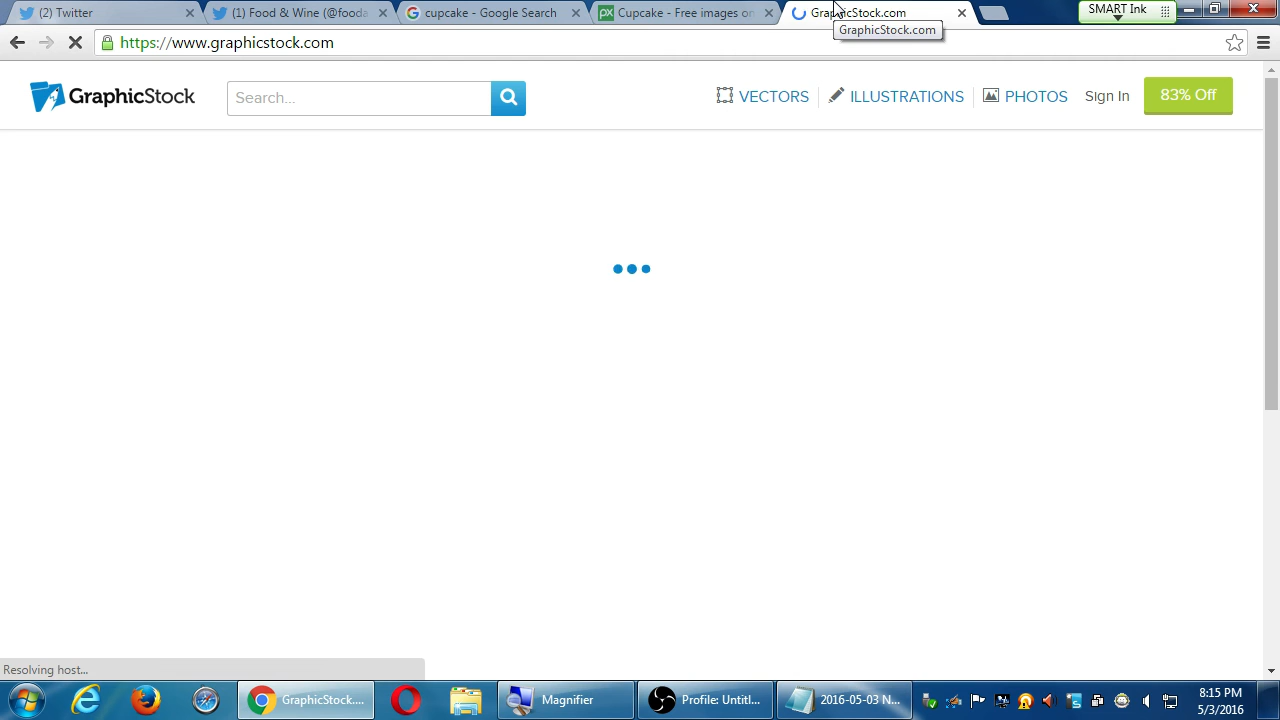 (2) Twitter
(1) Food & Wine (@fooda
cupcake - Google Search
Cupcake - Free images on
GraphicStock.com
SMART Ink
GraphicStock.com
https://www.graphicstock.com
GraphicStock
Search...
VECTORS
ILLUSTRATIONS
PHOTOS
Sign In
83% Off
Resolving host...
GraphicStock....
Magnifier
Profile: Untitl...
2016-05-03 N...
8:15 PM
5/3/2016